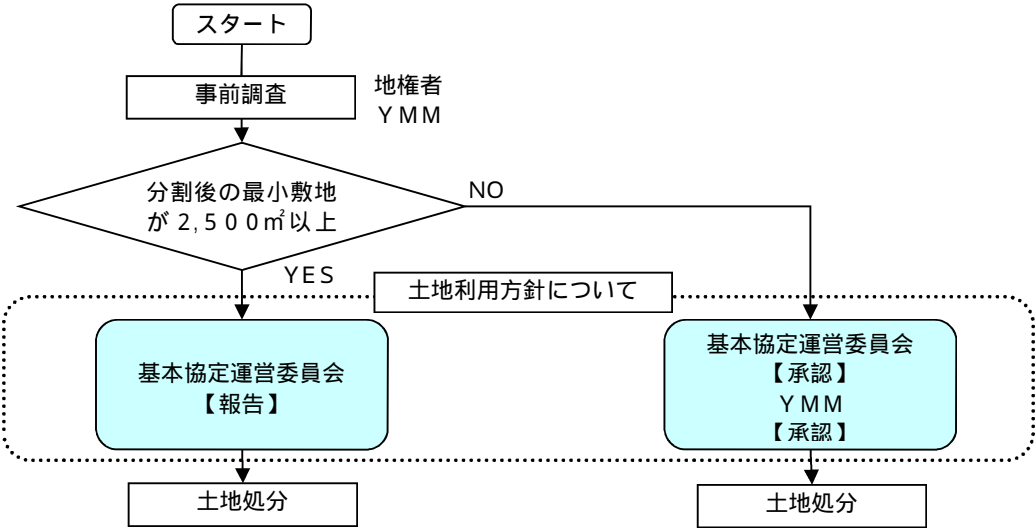 スタート
事前調査
地権者
ＹＭＭ
分割後の最小敷地
が２,５００㎡以上
NO
YES
土地利用方針について
基本協定運営委員会
【報告】
基本協定運営委員会
【承認】
ＹＭＭ
【承認】
土地処分
土地処分